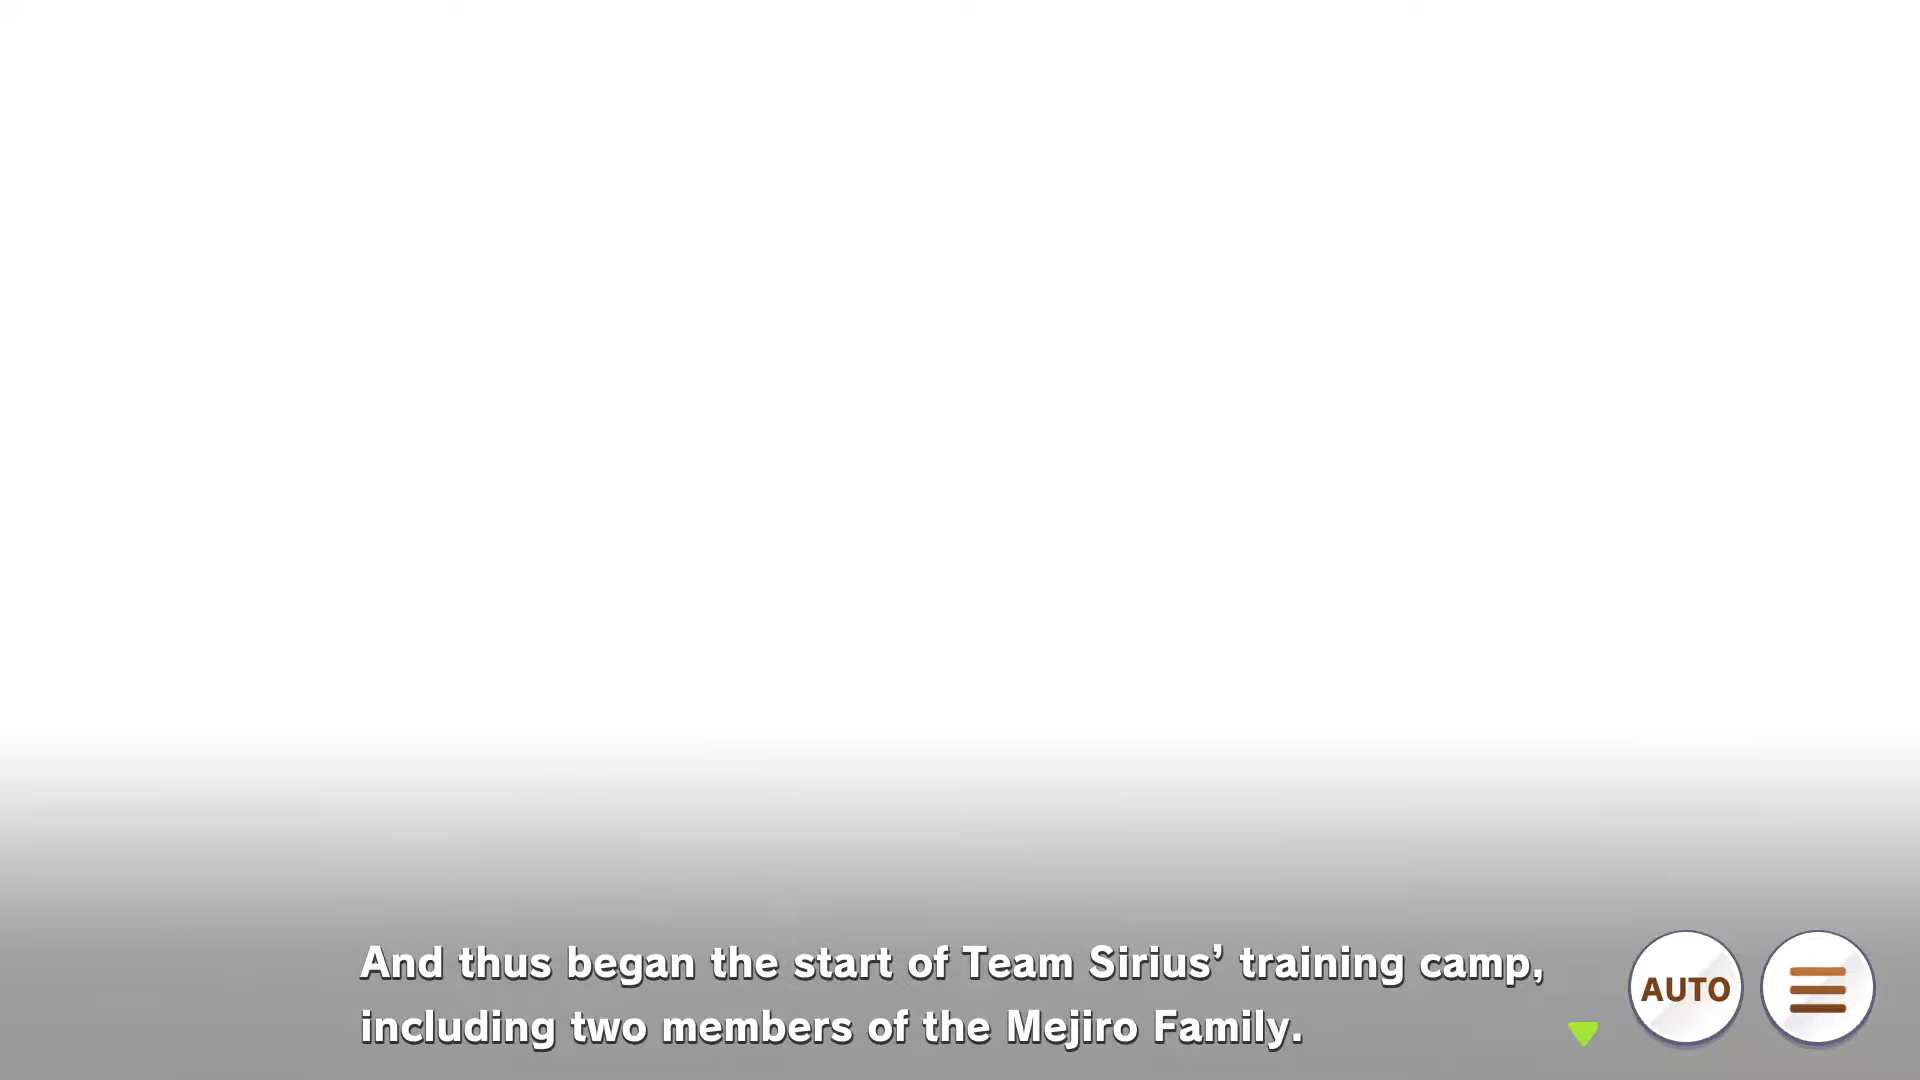 And thus began the start of Team Sirius’ training camp,
including two members of the Mejiro Family.
AUTO